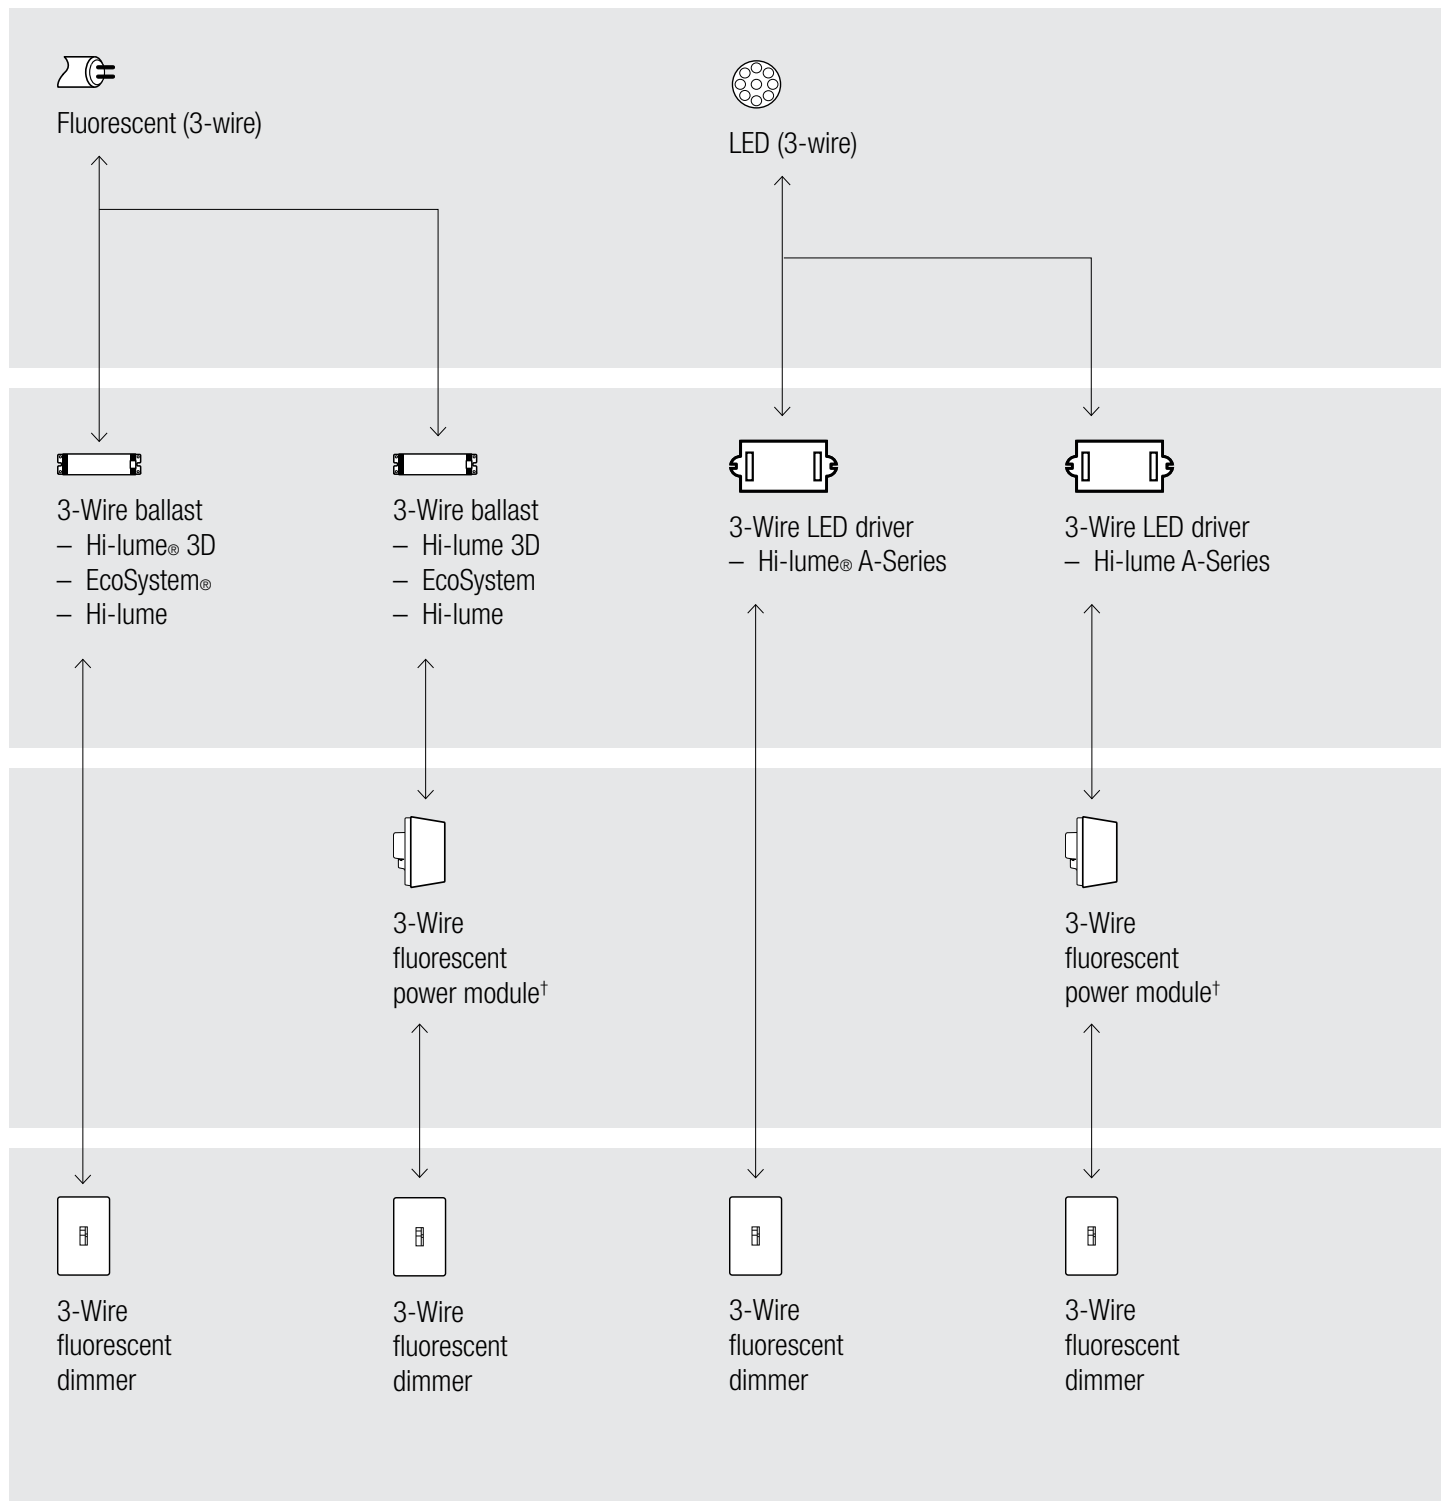 Fluorescent (3-wire)
LED (3-wire)
3-Wire ballast
– Hi-lume® 3D
– EcoSystem®
– Hi-lume
3-Wire ballast
– Hi-lume 3D
– EcoSystem
– Hi-lume
3-Wire LED driver
– Hi-lume® A-Series
3-Wire LED driver
– Hi-lume A-Series
3-Wire
fluorescent
power module†
3-Wire
fluorescent
power module†
3-Wire
fluorescent
dimmer
3-Wire
fluorescent
dimmer
3-Wire
fluorescent
dimmer
3-Wire
fluorescent
dimmer